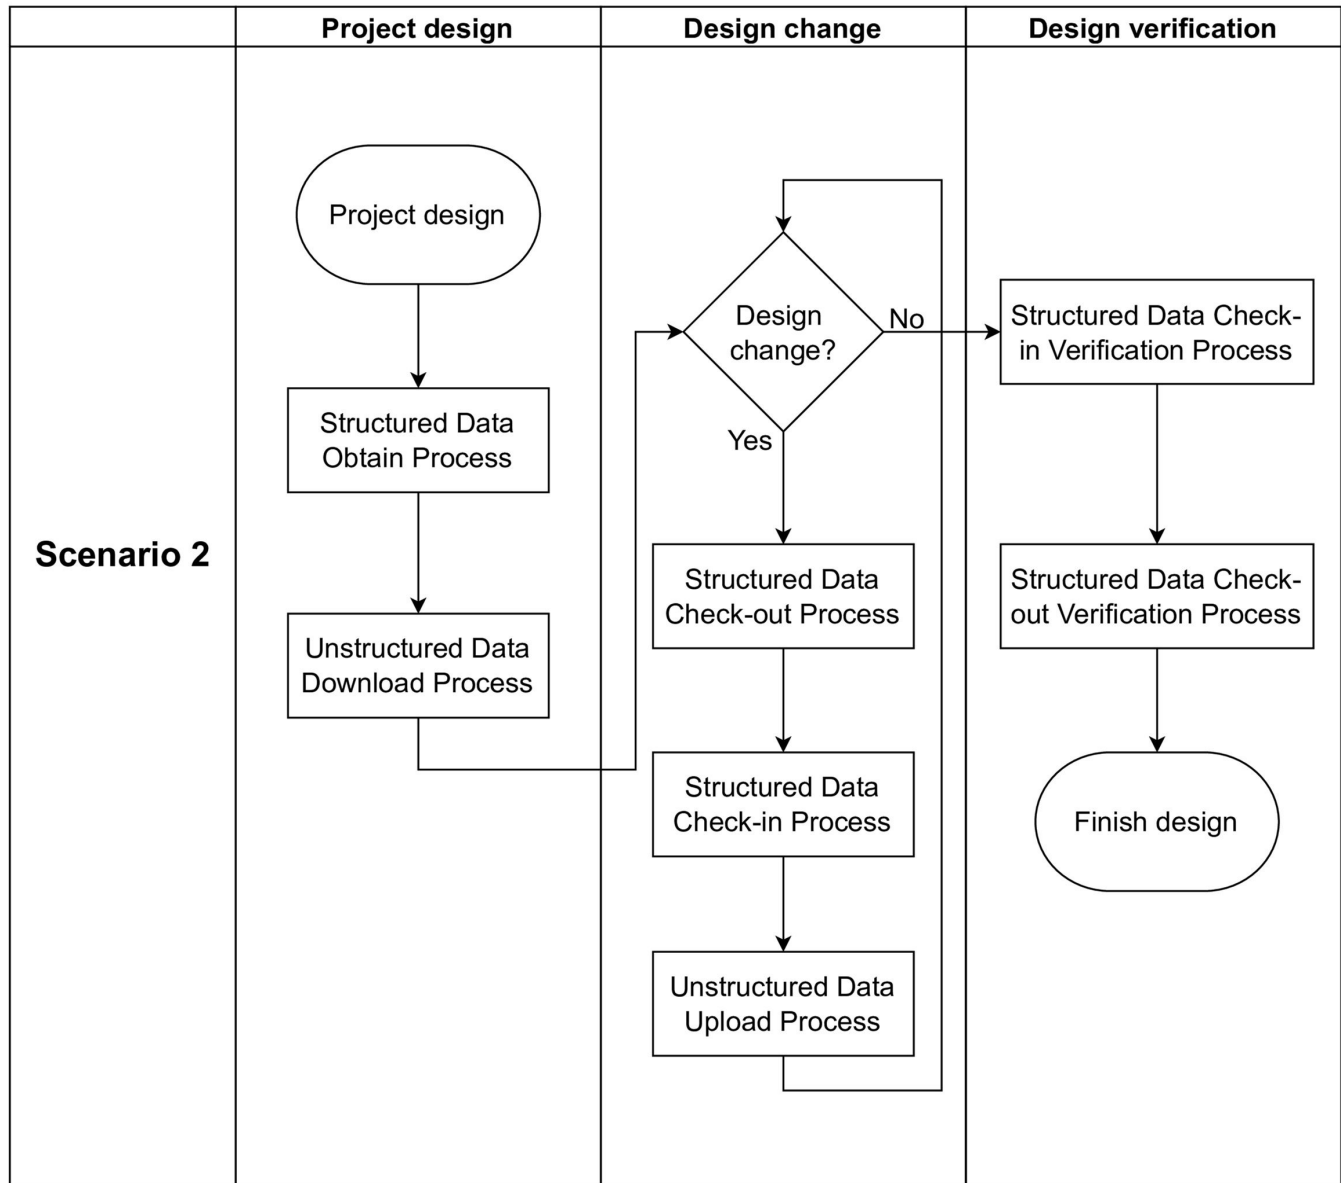 Project design
Design change
Design verification
Scenario 2
Project design
Structured Data
Obtain Process
Unstructured Data
Download Process
Design
change?
No
Yes
Structured Data
Check-out Process
Structured Data
Check-in Process
Unstructured Data
Upload Process
Structured Data Check-
in Verification Process
Structured Data Check-
out Verification Process
Finish design